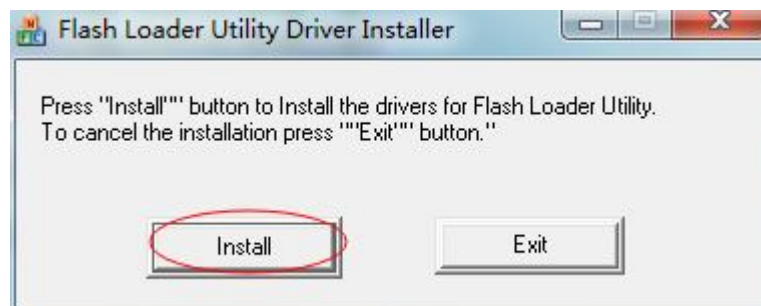 Flash Loader Utility Driver Installer
Press "Install"" button to Install the drivers for Flash Loader Utility.
To cancel the installation press ""Exit"" button."
Install
Exit